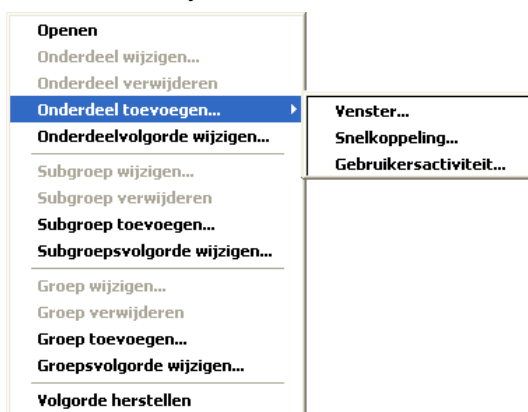 Openen
Onderdeel wijzigen...
Onderdeel verwijderen
Onderdeel toevoegen...
Onderdeelvolgorde wijzigen...
Subgroep wijzigen...
Subgroep verwijderen
Subgroep toevoegen...
Subgroepsvolgorde wijzigen...
Groep wijzigen...
Groep verwijderen
Groep toevoegen...
Groepsvolgorde wijzigen...
Volgorde herstellen
Venster...
Snelkoppeling...
Gebruikersactiviteit...